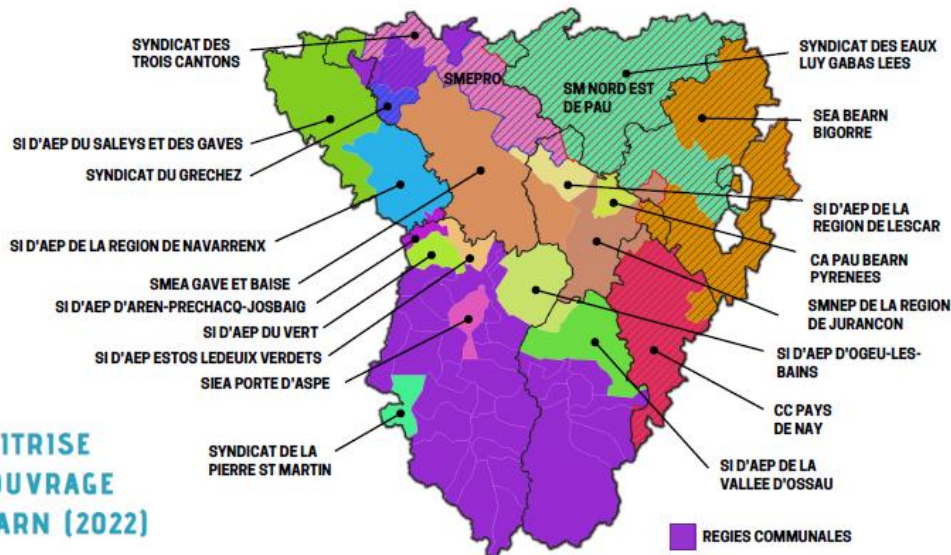 SYNDICAT DES
TROIS CANTONS
SMEPRO
SM NORD EST
DE PAU
SYNDICAT DES EAUX
LUY GABAS LEES
SEA BEARN
BIGORRE
SI D'AEP DU SALEYS ET DES GAVES
SYNDICAT DU GRECHEZ
SI D'AEP DE LA
REGION DE LESCAR
SI D'AEP DE LA REGION DE NAVARRENX
CA PAU BEARN
PYRENEES
SMEA GAVE ET BAISE
SI D'AEP D'AREN-PRECHACQ-JOSBAIG
SMNEP DE LA REGION
DE JURANCON
SI D'AEP DU VERT
SI D'AEP ESTOS LEDEUIX VERDETS
SI D'AEP D'OGEU-LES-
BAINS
SIEA PORTE D'ASPE
CC PAYS
DE NAY
SYNDICAT DE LA
PIERRE ST MARTIN
SI D'AEP DE LA
VALLEE D'OSSAU
ITRISE
OUVRAGE
ARN (2022)
REGIES COMMUNALES